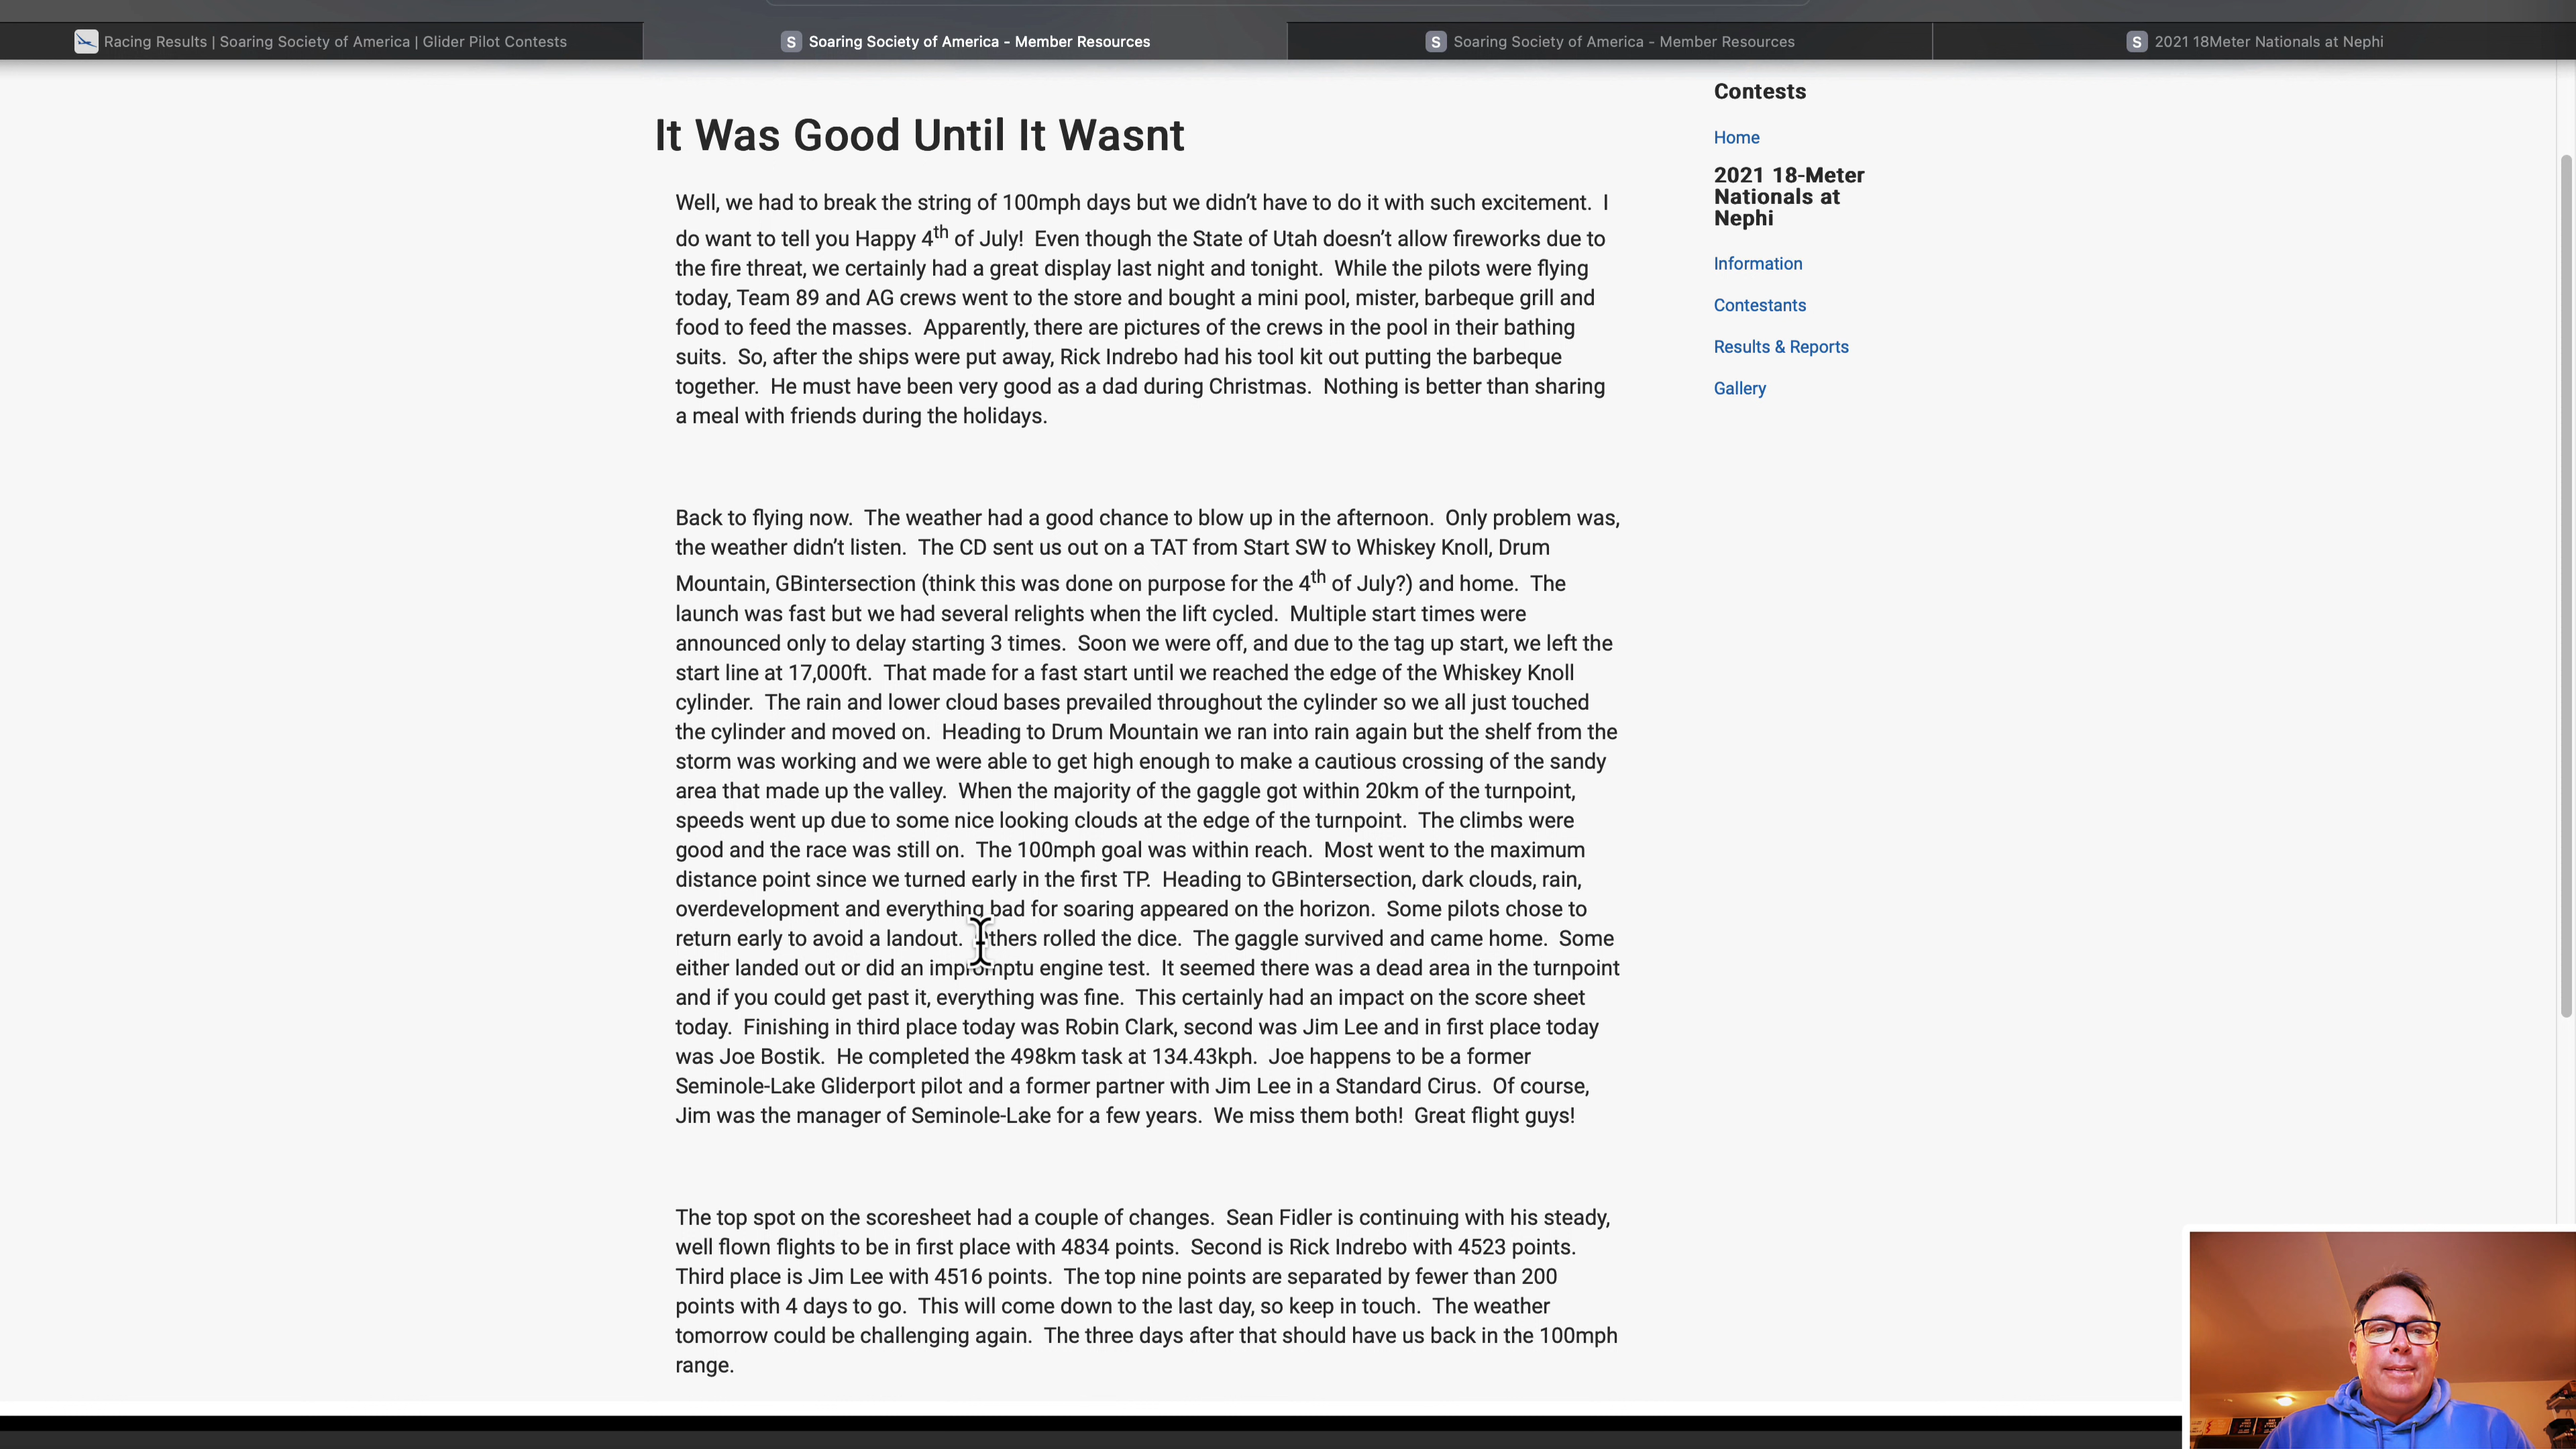 Racing Results | Soaring Society of America | Glider Pilot Contests
S Soaring Society of America - Member Resources
S Soaring Society of America - Member Resources
S 2021 18Meter Nationals at Nephi
It Was Good Until It Wasnt
Well, we had to break the string of 100mph days but we didn’t have to do it with such excitement. I
do want to tell you Happy 4th of July! Even though the State of Utah doesn’t allow fireworks due to
the fire threat, we certainly had a great display last night and tonight. While the pilots were flying
today, Team 89 and AG crews went to the store and bought a mini pool, mister, barbeque grill and
food to feed the masses. Apparently, there are pictures of the crews in the pool in their bathing
suits. So, after the ships were put away, Rick Indrebo had his tool kit out putting the barbeque
together. He must have been very good as a dad during Christmas. Nothing is better than sharing
a meal with friends during the holidays.
Back to flying now. The weather had a good chance to blow up in the afternoon. Only problem was,
the weather didn’t listen. The CD sent us out on a TAT from Start SW to Whiskey Knoll, Drum
Mountain, GBintersection (think this was done on purpose for the 4th of July?) and home. The
launch was fast but we had several relights when the lift cycled. Multiple start times were
announced only to delay starting 3 times. Soon we were off, and due to the tag up start, we left the
start line at 17,000ft. That made for a fast start until we reached the edge of the Whiskey Knoll
cylinder. The rain and lower cloud bases prevailed throughout the cylinder so we all just touched
the cylinder and moved on. Heading to Drum Mountain we ran into rain again but the shelf from the
storm was working and we were able to get high enough to make a cautious crossing of the sandy
area that made up the valley. When the majority of the gaggle got within 20km of the turnpoint,
speeds went up due to some nice looking clouds at the edge of the turnpoint. The climbs were
good and the race was still on. The 100mph goal was within reach. Most went to the maximum
distance point since we turned early in the first TP. Heading to GBintersection, dark clouds, rain,
overdevelopment and everything bad for soaring appeared on the horizon. Some pilots chose to
return early to avoid a landout. Others rolled the dice. The gaggle survived and came home. Some
either landed out or did an impromptu engine test. It seemed there was a dead area in the turnpoint
and if you could get past it, everything was fine. This certainly had an impact on the score sheet
today. Finishing in third place today was Robin Clark, second was Jim Lee and in first place today
was Joe Bostik. He completed the 498km task at 134.43kph. Joe happens to be a former
Seminole-Lake Gliderport pilot and a former partner with Jim Lee in a Standard Cirus. Of course,
Jim was the manager of Seminole-Lake for a few years. We miss them both! Great flight guys!
The top spot on the scoresheet had a couple of changes. Sean Fidler is continuing with his steady,
well flown flights to be in first place with 4834 points. Second is Rick Indrebo with 4523 points.
Third place is Jim Lee with 4516 points. The top nine points are separated by fewer than 200
points with 4 days to go. This will come down to the last day, so keep in touch. The weather
tomorrow could be challenging again. The three days after that should have us back in the 100mph
range.
Contests
Home
2021 18-Meter
Nationals at
Nephi
Information
Contestants
Results & Reports
Gallery